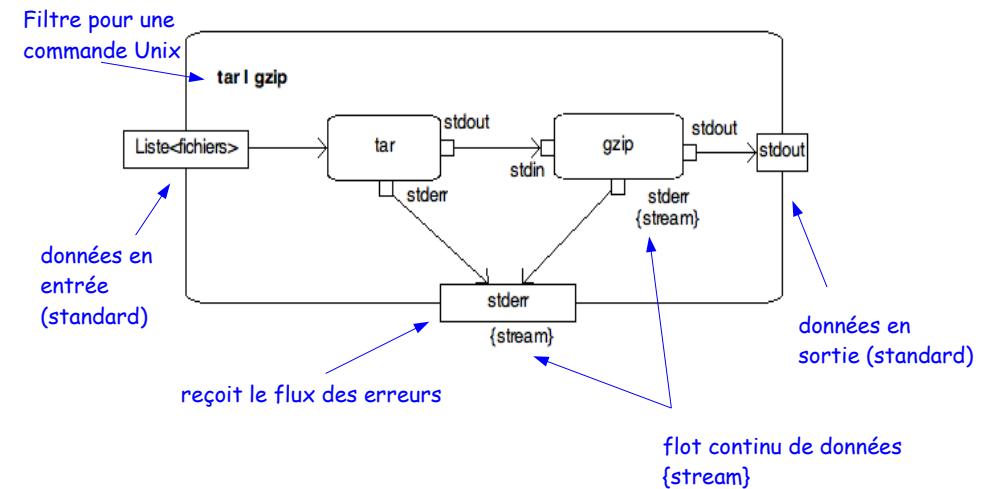 Filtre pour une
commande Unix
tar | gzip
stdout
stdout
Liste<fichiers>
tar
gzip
stdout
stdin
stderr
stderr
{stream}
données en
entrée
(standard)
stderr
{stream}
données en
sortie (standard)
reçoit le flux des erreurs
flot continu de données
{stream}